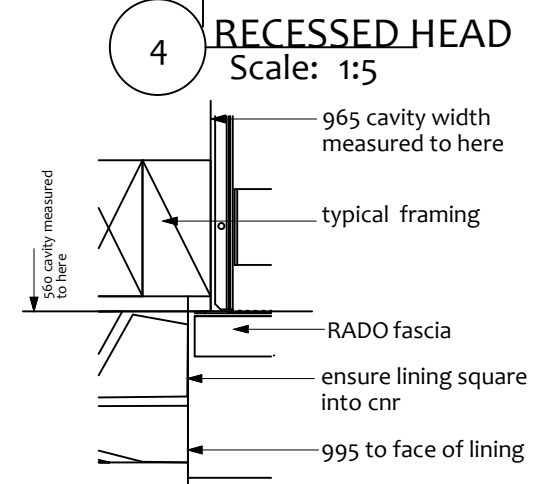 4
RECESSED HEAD
Scale: 1:5
965 cavity width
measured to here
typical framing
560 cavity measured
to here
RADO fascia
ensure lining square
into cnr
995 to face of lining